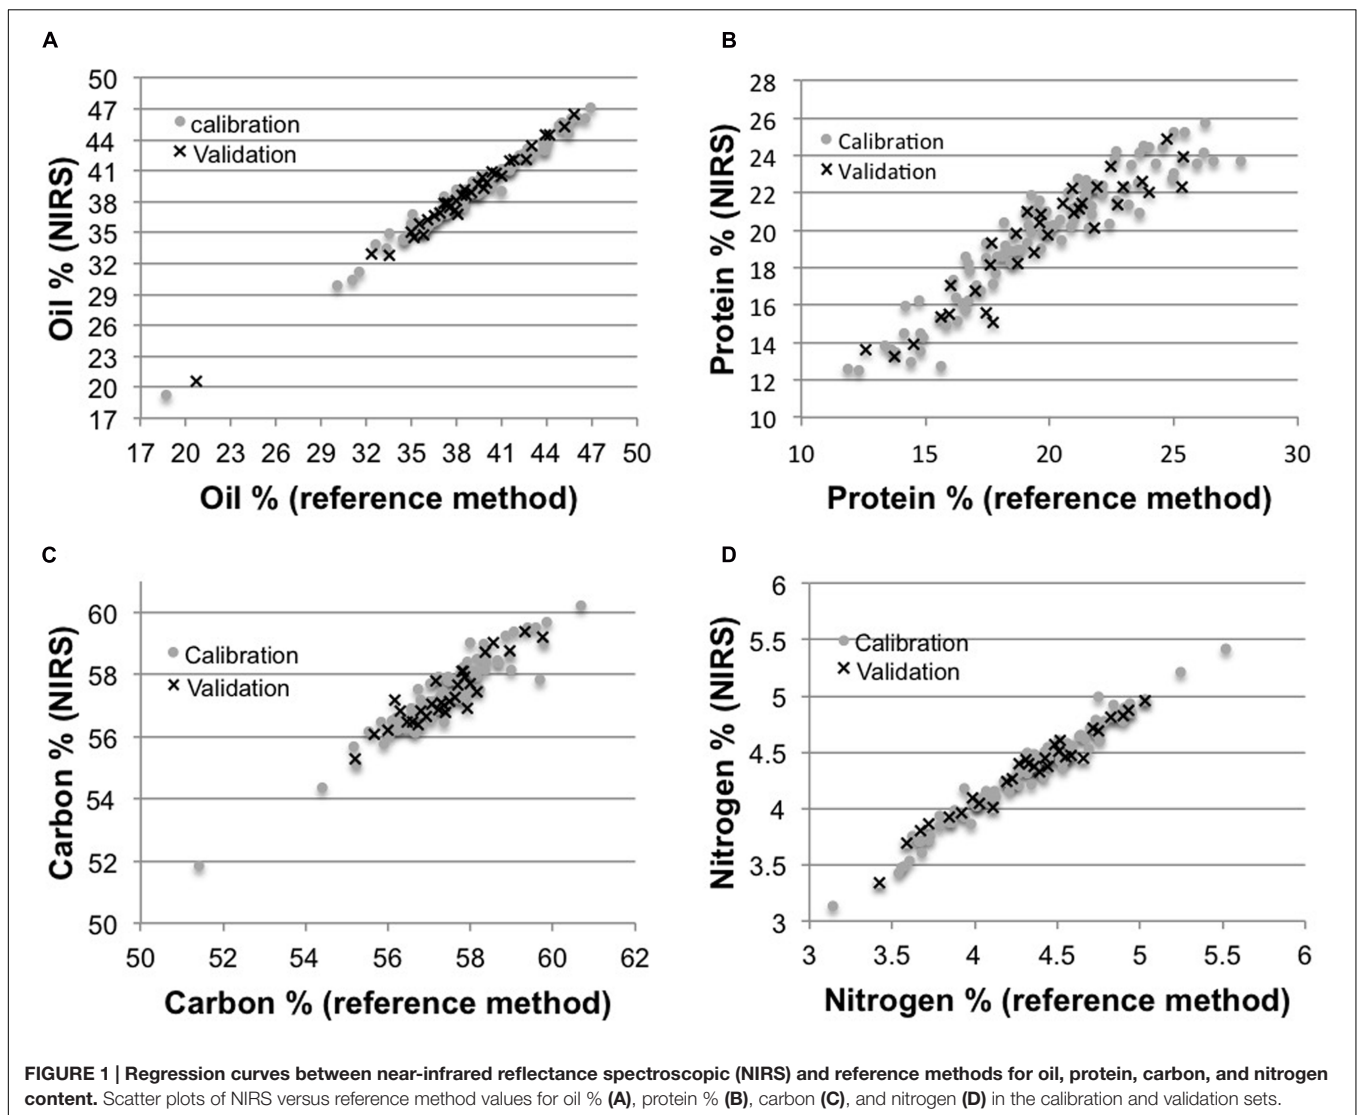 A
50
47
44
41
38
35
32
29
26
23
20
17
Oil % (NIRS)
calibration
Validation
17 20 23 26 29 32 35 38 41 44 47 50
Oil % (reference method)
B
28
26
24
22
20
18
16
14
12
10
Protein % (NIRS)
Calibration
Validation
10 15 20 25 30
Protein % (reference method)
C
60
58
56
54
52
50
Carbon % (NIRS)
Calibration
Validation
50 52 54 56 58 60 62
Carbon % (reference method)
D
6
5.5
5
4.5
4
3.5
3
Nitrogen % (NIRS)
Calibration
Validation
3 3.5 4 4.5 5 5.5 6
Nitrogen % (reference method)
FIGURE 1 | Regression curves between near-infrared reflectance spectroscopic (NIRS) and reference methods for oil, protein, carbon, and nitrogen
content. Scatter plots of NIRS versus reference method values for oil % (A), protein % (B), carbon (C), and nitrogen (D) in the calibration and validation sets.